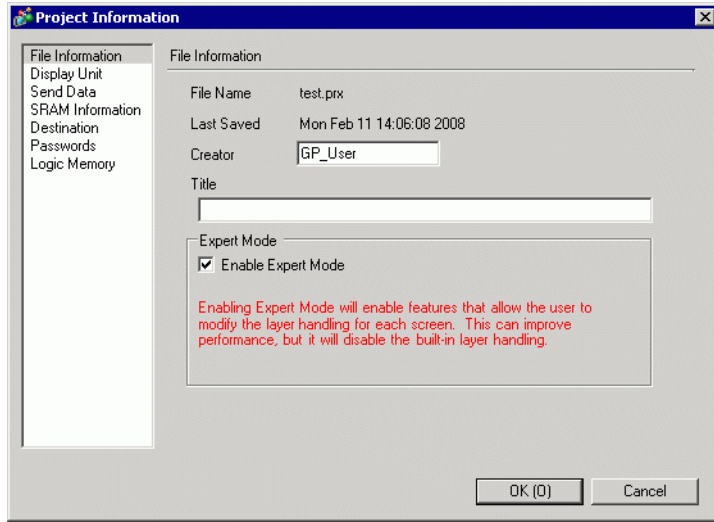 Project Information
File Information
Display Unit
Send Data
SRAM Information
Destination
Passwords
Logic Memory
File Information
File Name test.prx
Last Saved Mon Feb 11 14:06:08 2008
Creator GP_User
Title
Expert Mode
Enable Expert Mode
Enabling Expert Mode will enable features that allow the user to
modify the layer handling for each screen. This can improve
performance, but it will disable the built-in layer handling.
OK (O)
Cancel